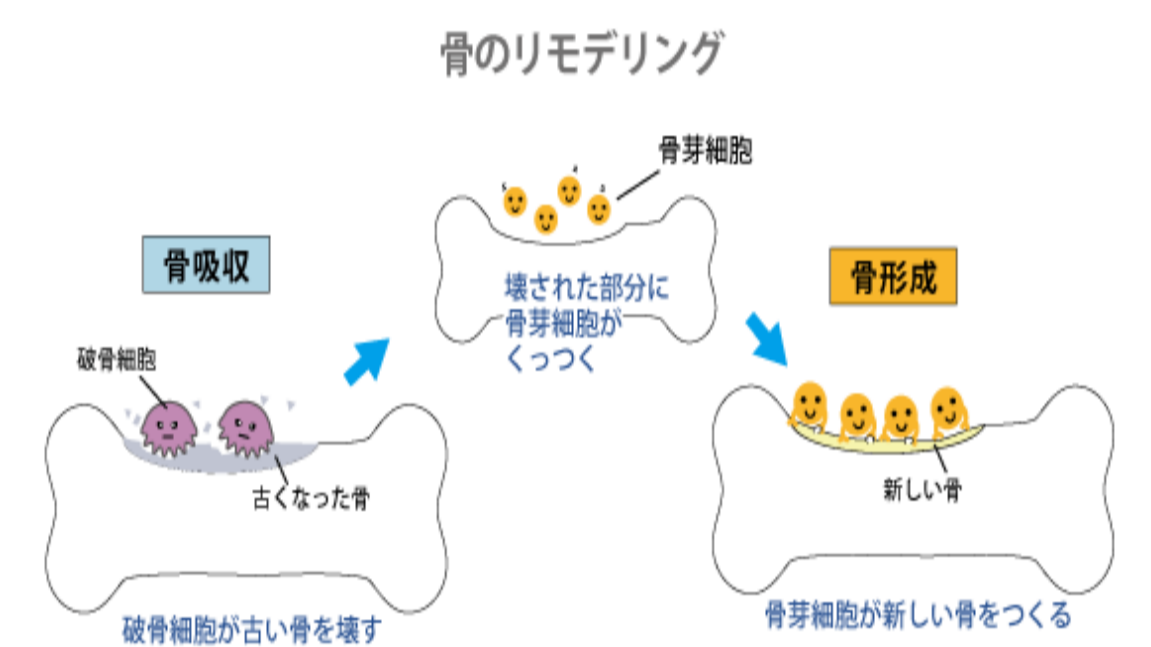 骨のリモデリング
骨吸収
破骨細胞
古くなった骨
破骨細胞が古い骨を壊す
骨芽細胞
壊された部分に
骨芽細胞が
くっつく
骨形成
新しい骨
骨芽細胞が新しい骨をつくる